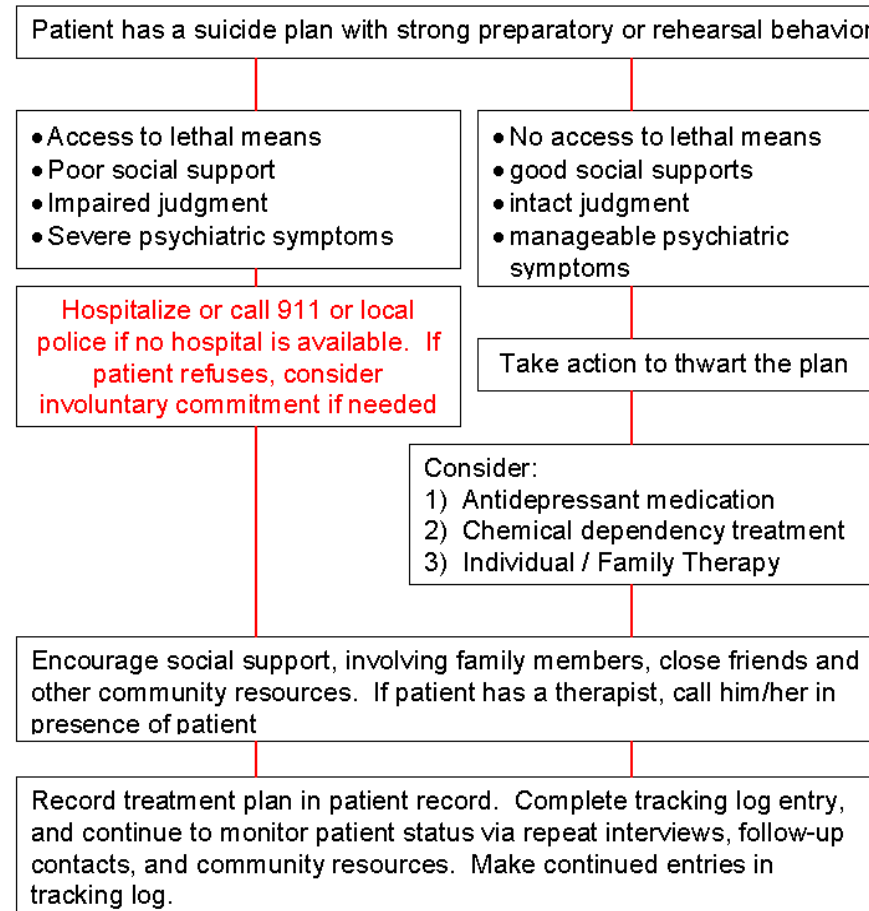 Patient has a suicide plan with strong preparatory or rehearsal behavior
• Access to lethal means
• Poor social support
• Impaired judgment
• Severe psychiatric symptoms
• No access to lethal means
• good social supports
• intact judgment
• manageable psychiatric
symptoms
Hospitalize or call 911 or local
police if no hospital is available. If
patient refuses, consider
involuntary commitment if needed
Take action to thwart the plan
Consider:
1) Antidepressant medication
2) Chemical dependency treatment
3) Individual / Family Therapy
Encourage social support, involving family members, close friends and
other community resources. If patient has a therapist, call him/her in
presence of patient
Record treatment plan in patient record. Complete tracking log entry,
and continue to monitor patient status via repeat interviews, follow-up
contacts, and community resources. Make continued entries in
tracking log.